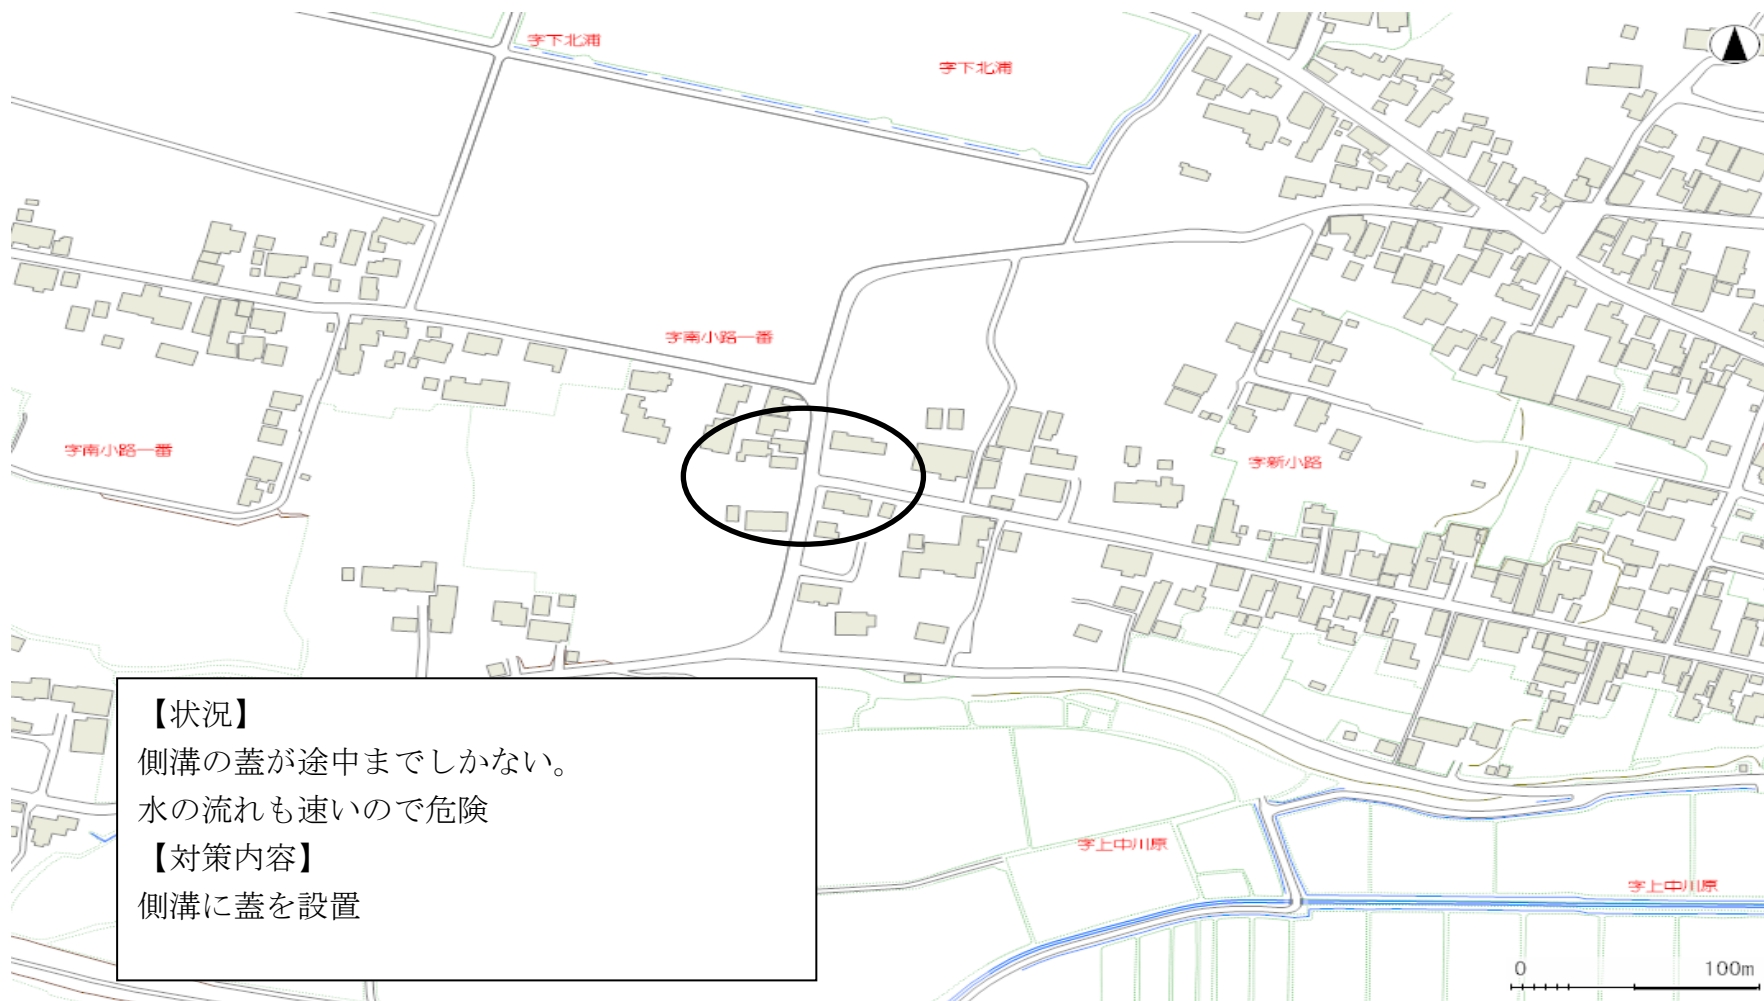 字下北浦
字下北浦
字南小路一番
字南小路一番
字新小路
【状況】
側溝の蓋が途中までしかない。
水の流れも速いので危険
【対策内容】
側溝に蓋を設置
字上中川原
字上中川原
0 100m